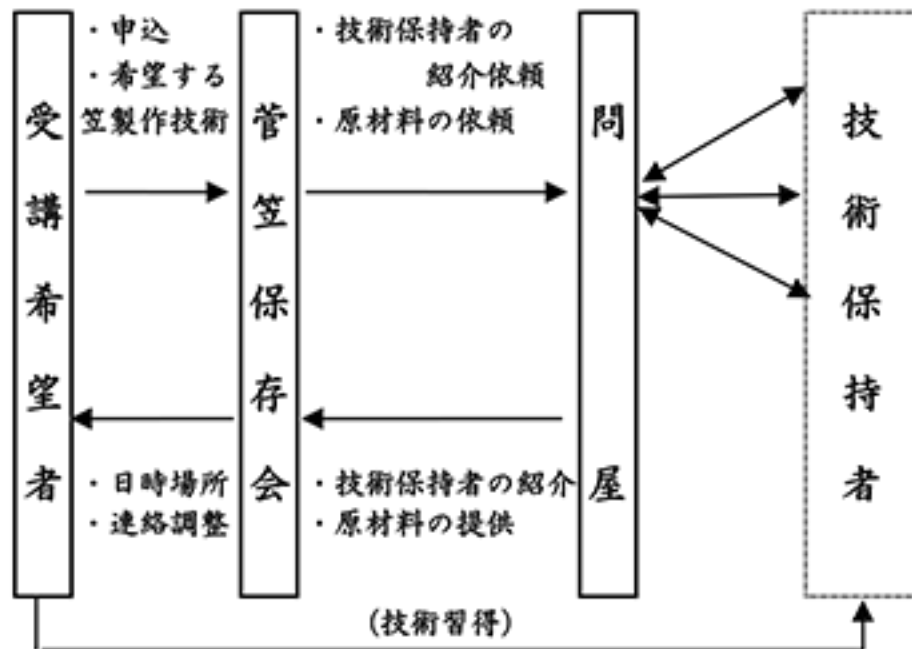 受講希望者
・申込
・希望する
笠製作技術
・日時場所
・連絡調整
管笠保存会
・技術保持者の
紹介依頼
・原材料の依頼
・技術保持者の紹介
・原材料の提供
問屋
技術保持者
(技術習得)